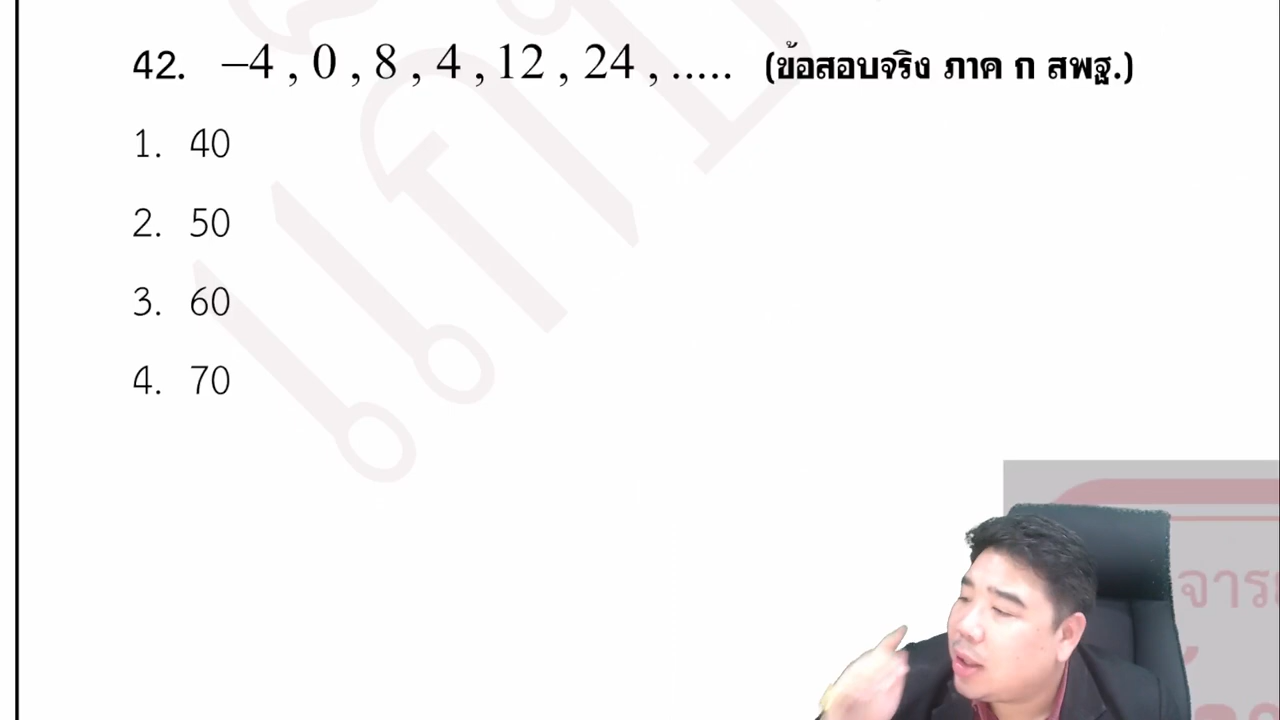 42. –4 , 0 , 8 , 4 , 12 , 24 , ..... (ข้อสอบจริง ภาค ก สพฐ.)
1. 40
2. 50
3. 60
4. 70